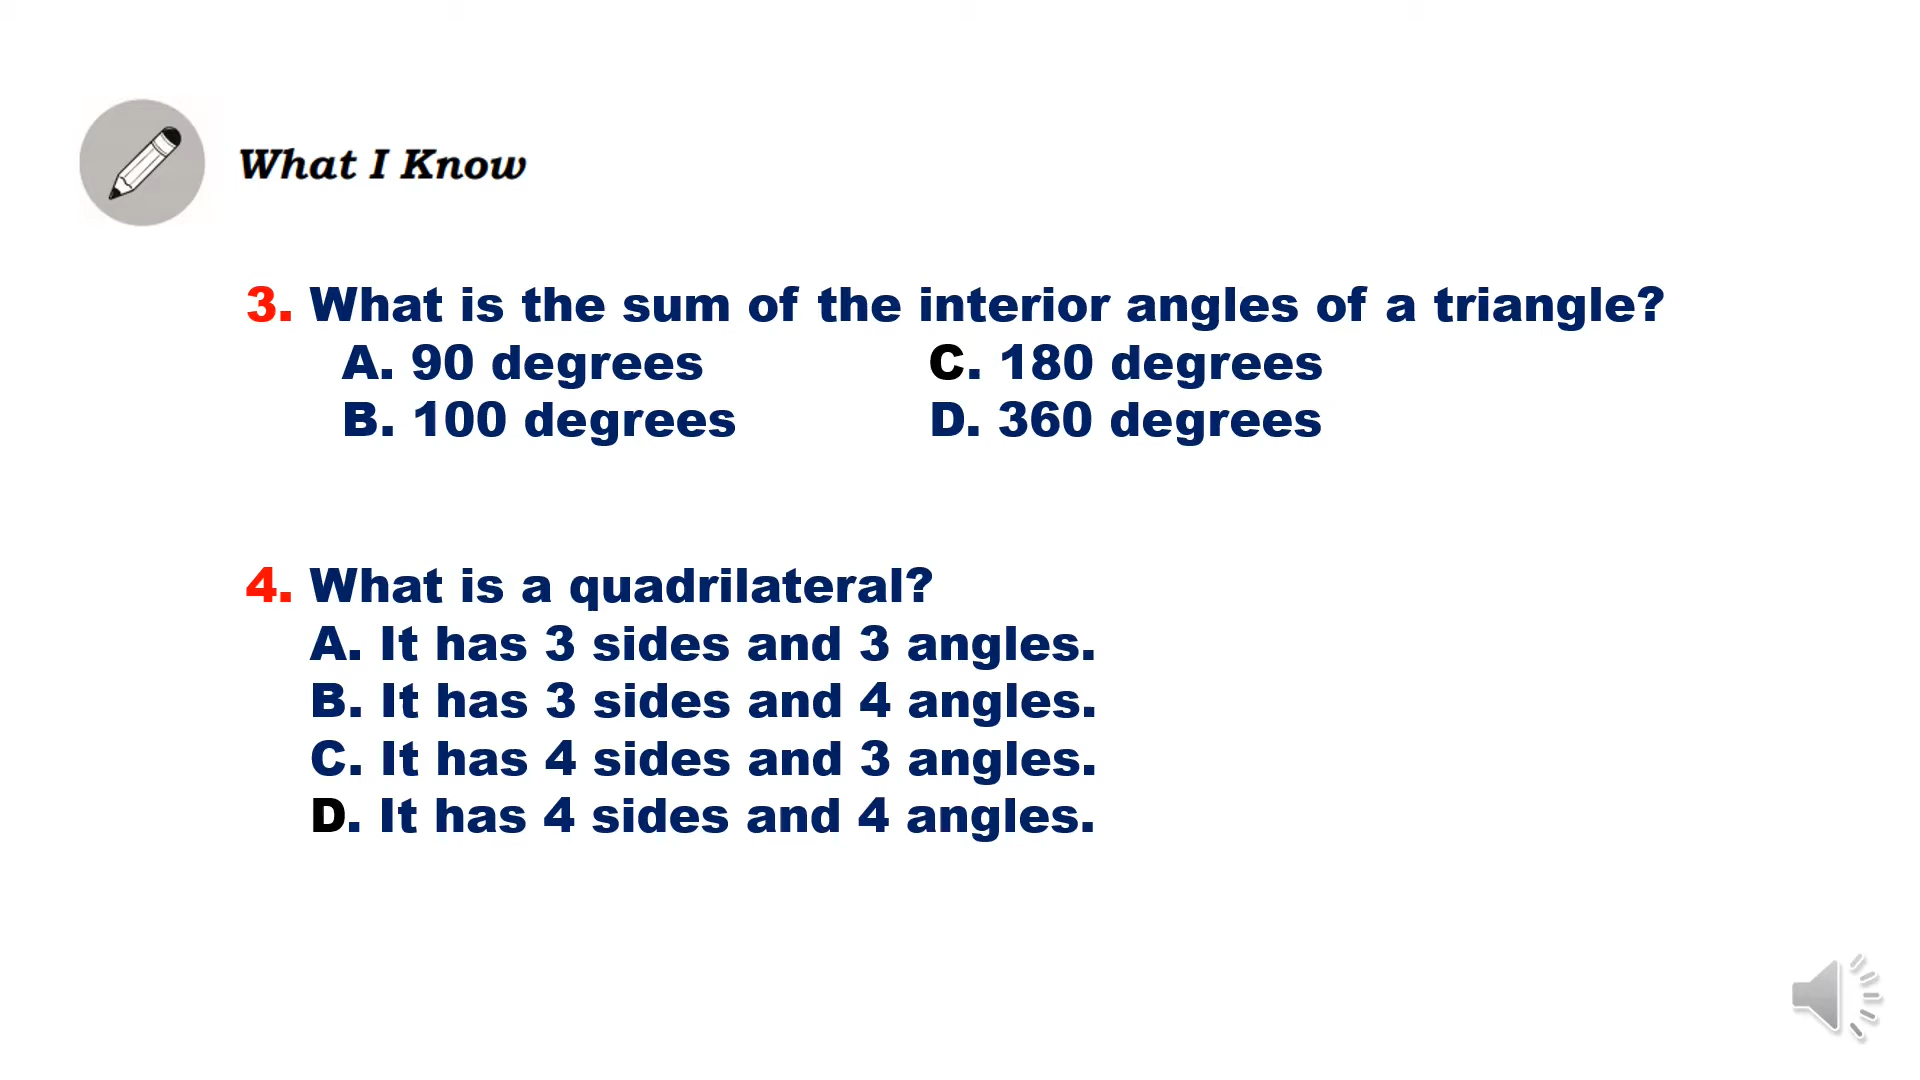 What I Know
3. What is the sum of the interior angles of a triangle?
A. 90 degrees C. 180 degrees
B. 100 degrees D. 360 degrees
4. What is a quadrilateral?
A. It has 3 sides and 3 angles.
B. It has 3 sides and 4 angles.
C. It has 4 sides and 3 angles.
D. It has 4 sides and 4 angles.